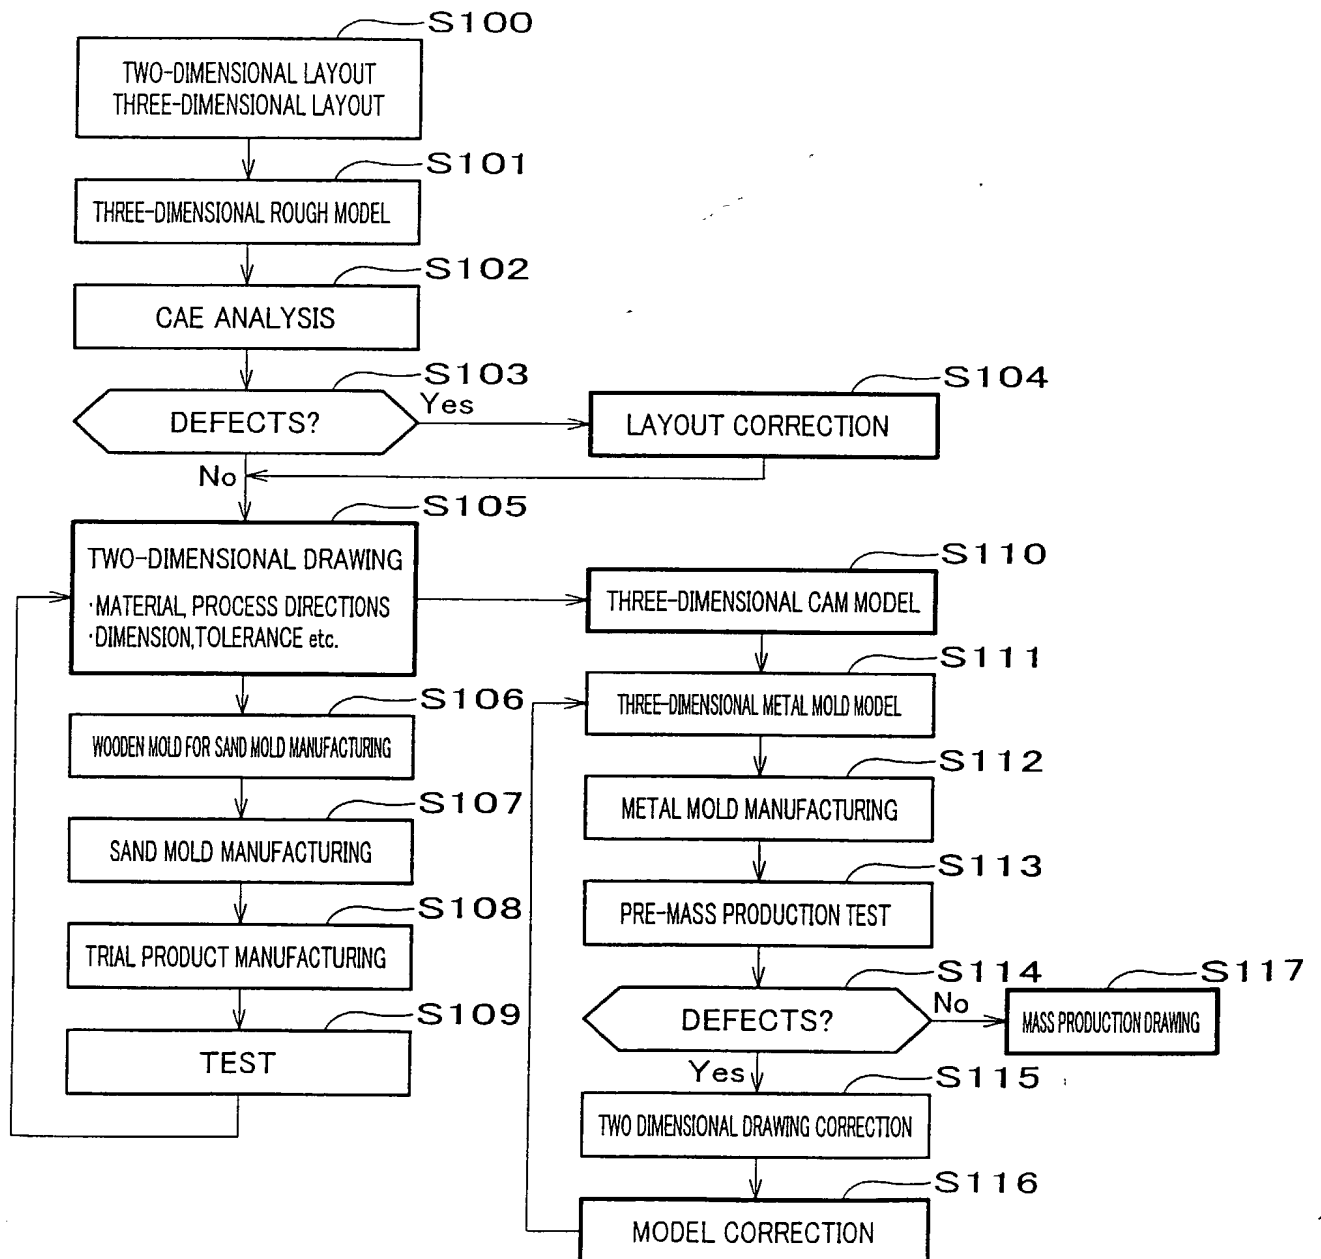 S100
TWO-DIMENSIONAL LAYOUT
THREE-DIMENSIONAL LAYOUT
S101
THREE-DIMENSIONAL ROUGH MODEL
S102
CAE ANALYSIS
S103
DEFECTS?
Yes
S104
LAYOUT CORRECTION
No
S105
TWO-DIMENSIONAL DRAWING
·MATERIAL, PROCESS DIRECTIONS
·DIMENSION,TOLERANCE etc.
S106
WOODEN MOLD FOR SAND MOLD MANUFACTURING
S107
SAND MOLD MANUFACTURING
S108
TRIAL PRODUCT MANUFACTURING
S109
TEST
S110
THREE-DIMENSIONAL CAM MODEL
S111
THREE-DIMENSIONAL METAL MOLD MODEL
S112
METAL MOLD MANUFACTURING
S113
PRE-MASS PRODUCTION TEST
S114
DEFECTS?
No
S117
MASS PRODUCTION DRAWING
Yes
S115
TWO DIMENSIONAL DRAWING CORRECTION
S116
MODEL CORRECTION